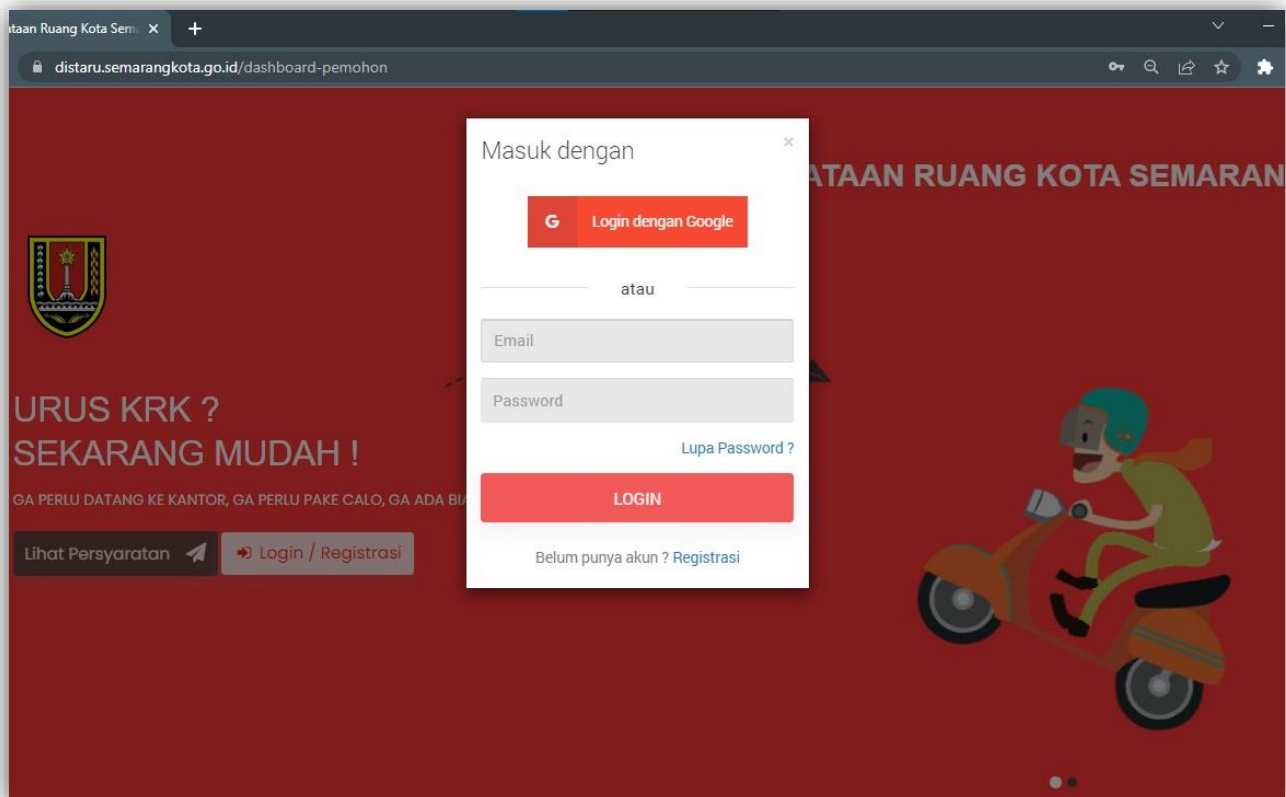 ataan Ruang Kota Sem
distaru.semarangkota.go.id/dashboard-pemohon
Masuk dengan
ATAAN RUANG KOTA SEMARAN
G Login dengan Google
atau
Email
Password
URUS KRK ?
SEKARANG MUDAH !
Lupa Password ?
GA PERLU DATANG KE KANTOR, GA PERLU PAKE CALO, GA ADA BIA
LOGIN
Lihat Persyaratan
Login / Registrasi
Belum punya akun ? Registrasi